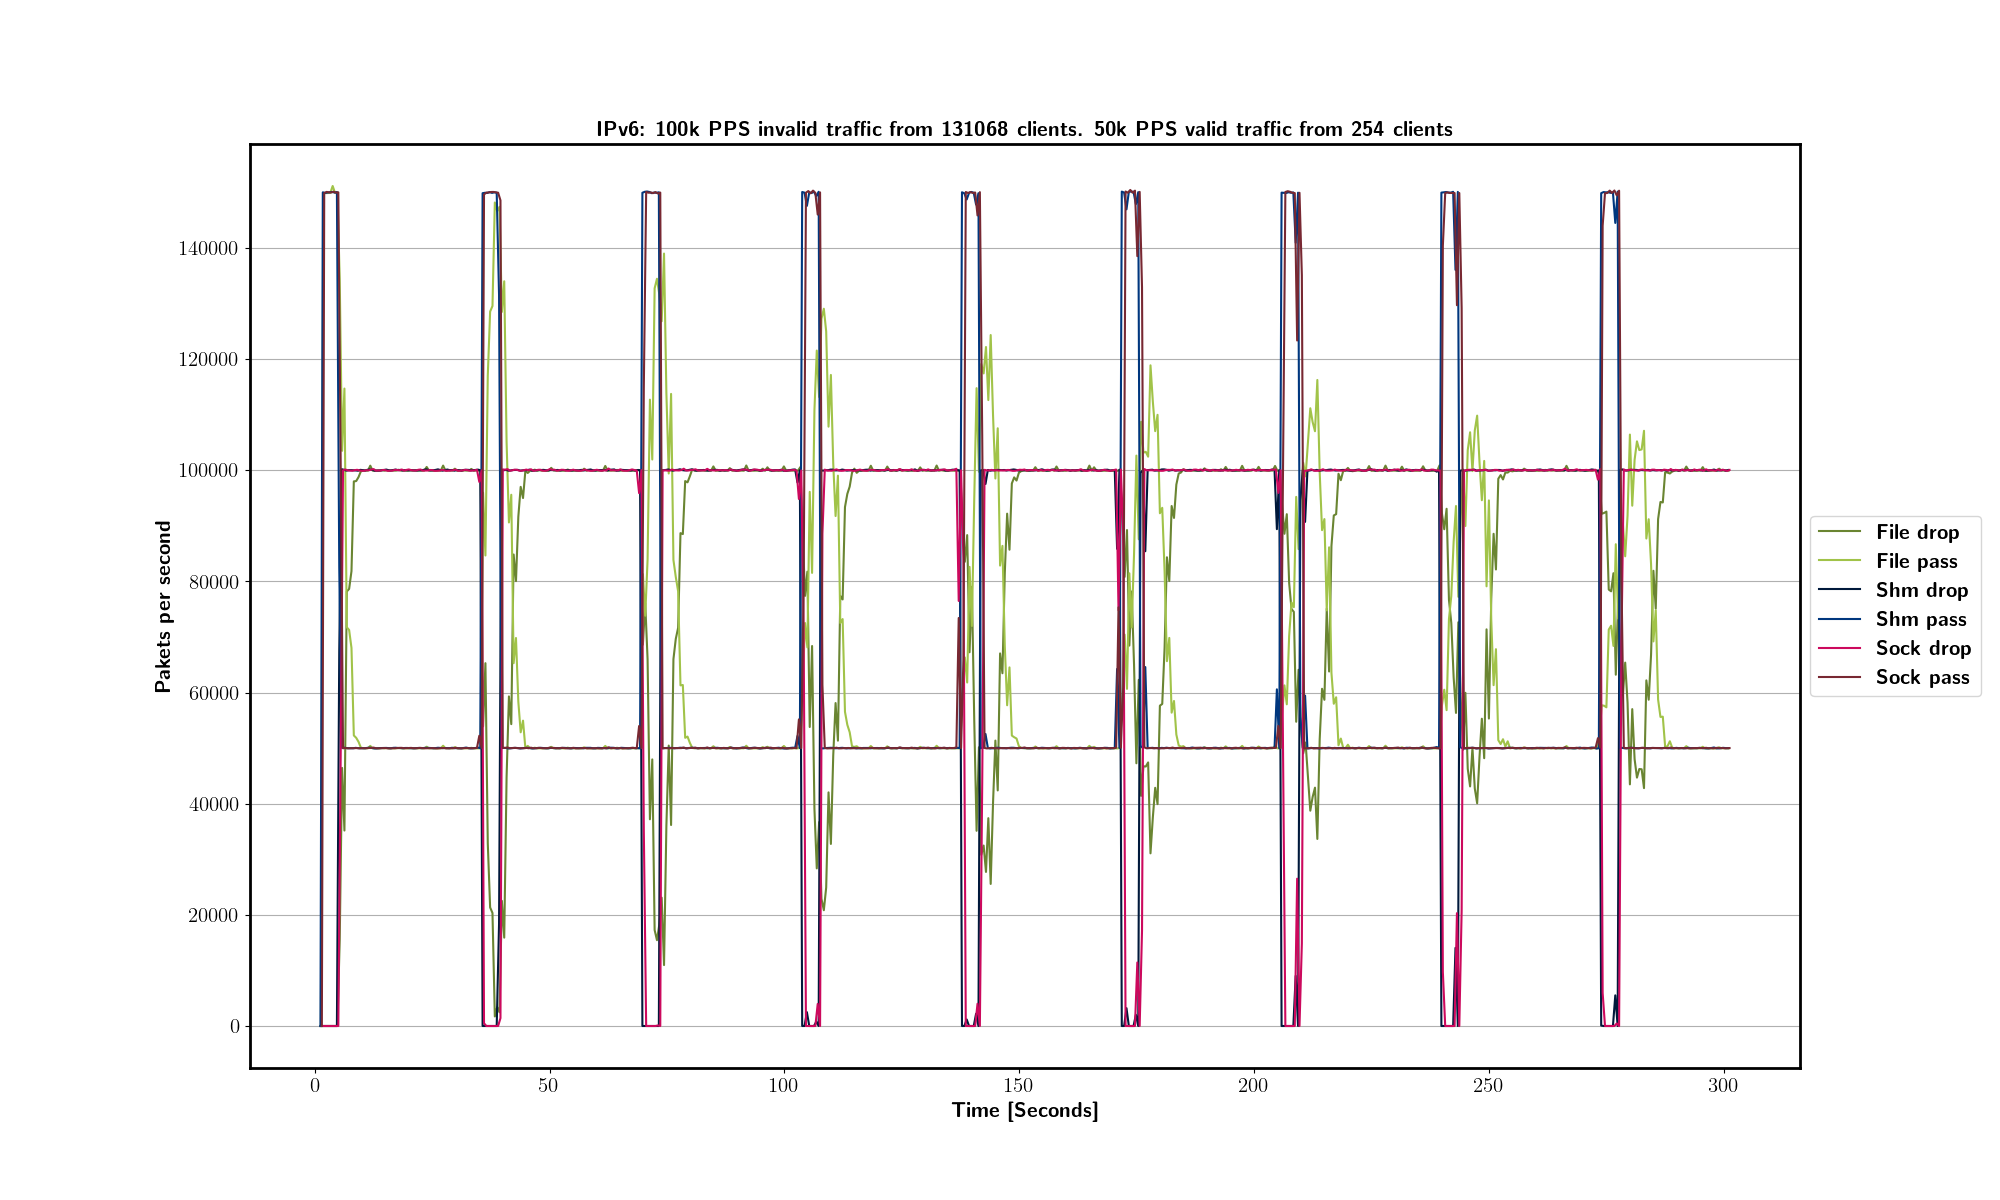 IPv6: 100k PPS invalid traffic from 131068 clients. 50k PPS valid traffic from 254 clients
140000
120000
100000
80000
60000
40000
20000
0
Pakets per second
0 50 100 150 200 250 300
Time [Seconds]
File drop
File pass
Shm drop
Shm pass
Sock drop
Sock pass